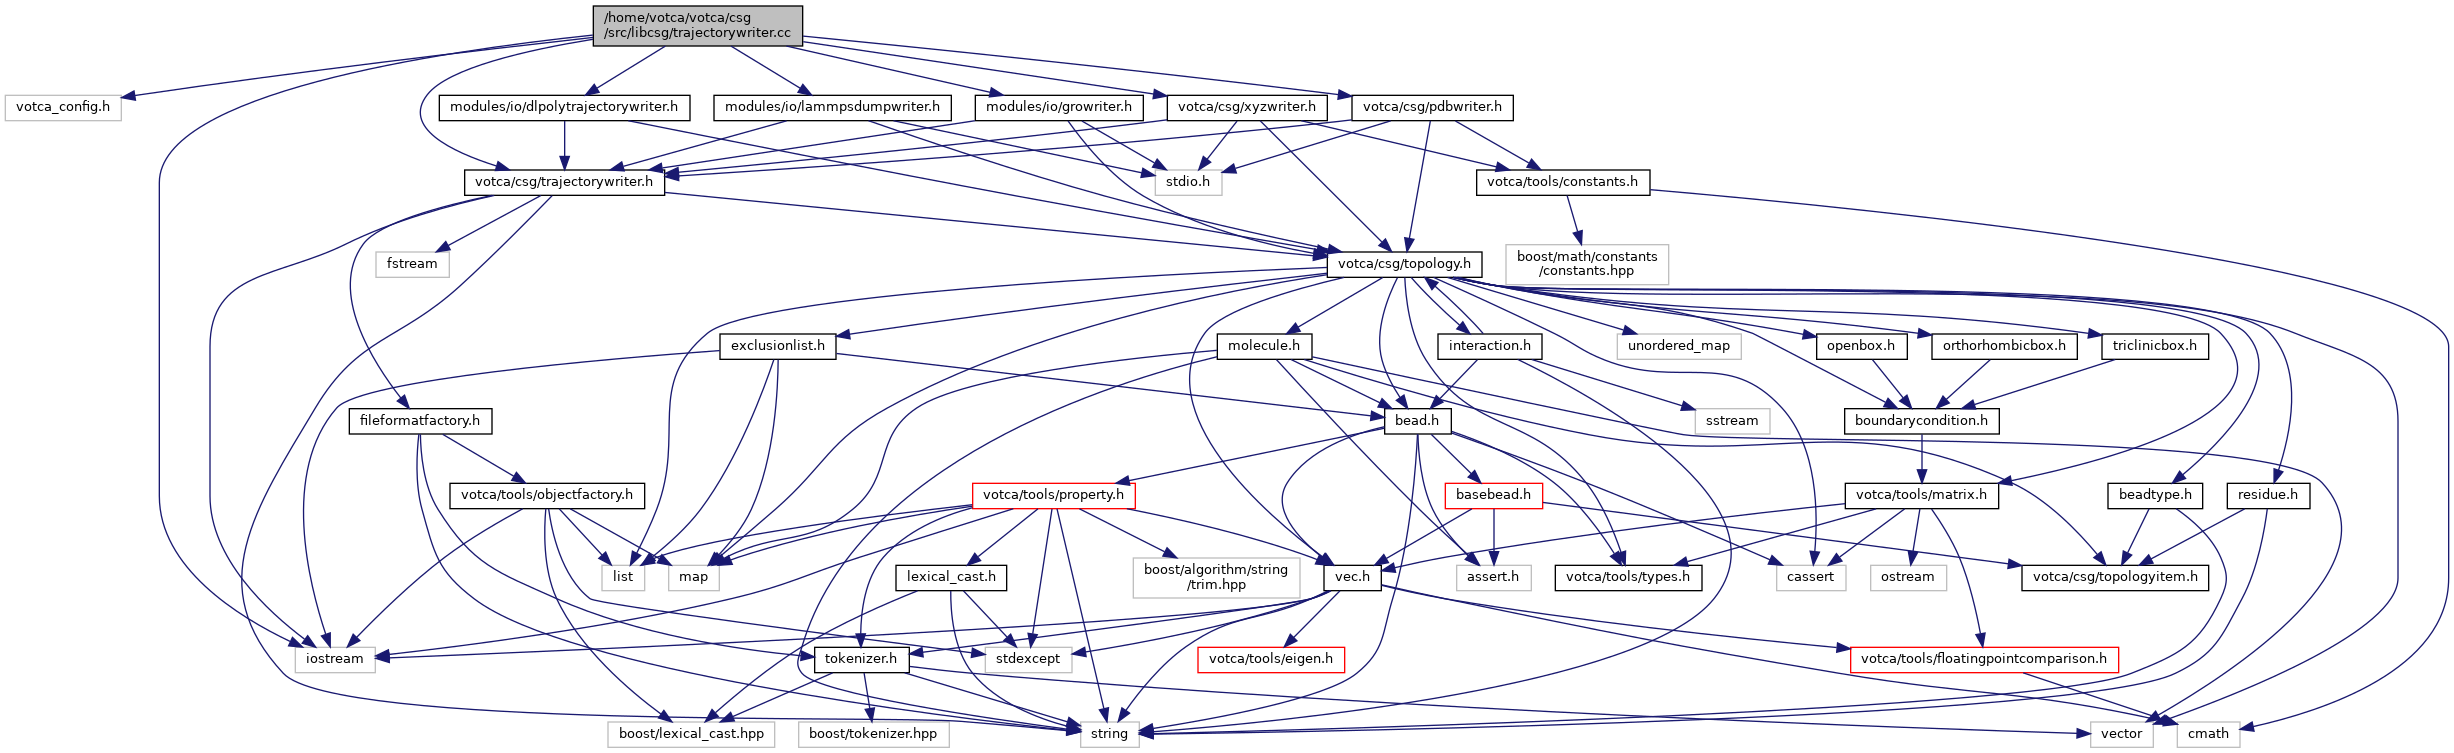 /home/votca/votca/csg
/src/libcsg/trajectorywriter.cc
votca_config.h
modules/io/dlpolytrajectorywriter.h
modules/io/lammpsdumpwriter.h
modules/io/growriter.h
votca/csg/xyzwriter.h
votca/csg/pdbwriter.h
votca/csg/trajectorywriter.h
stdio.h
votca/tools/constants.h
fstream
votca/csg/topology.h
boost/math/constants
/constants.hpp
exclusionlist.h
molecule.h
interaction.h
unordered_map
openbox.h
orthorhombicbox.h
triclinicbox.h
fileformatfactory.h
bead.h
sstream
boundarycondition.h
votca/tools/objectfactory.h
votca/tools/property.h
basebead.h
votca/tools/matrix.h
beadtype.h
residue.h
list
map
lexical_cast.h
boost/algorithm/string
/trim.hpp
vec.h
assert.h
votca/tools/types.h
cassert
ostream
votca/csg/topologyitem.h
iostream
tokenizer.h
stdexcept
votca/tools/eigen.h
votca/tools/floatingpointcomparison.h
boost/lexical_cast.hpp
boost/tokenizer.hpp
string
vector
cmath